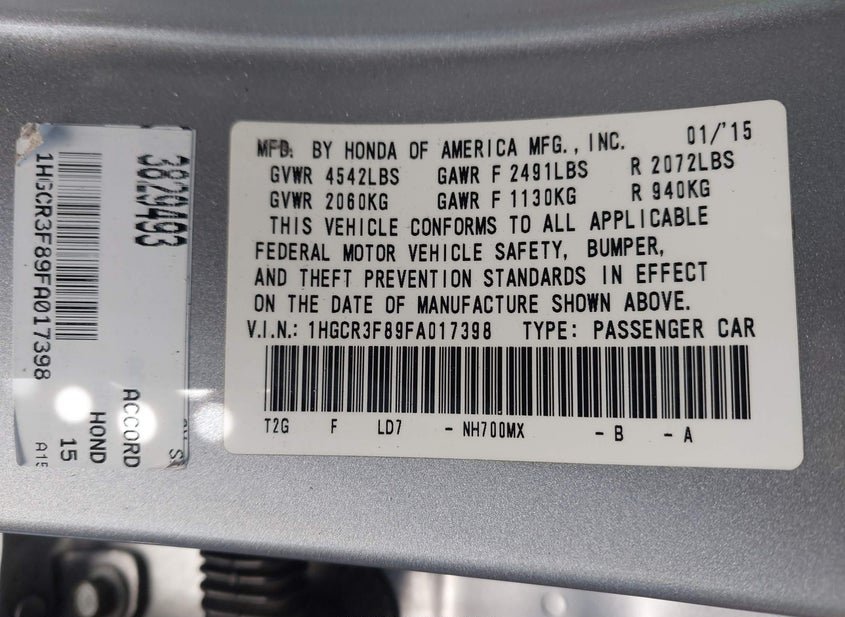 MFD. BY HONDA OF AMERICA MFG., INC. 01/'15
GVWR 4542LBS GAWR F 2491LBS R 2072LBS
GVWR 2060KG GAWR F 1130KG R 940KG
THIS VEHICLE CONFORMS TO ALL APPLICABLE
FEDERAL MOTOR VEHICLE SAFETY, BUMPER,
AND THEFT PREVENTION STANDARDS IN EFFECT
ON THE DATE OF MANUFACTURE SHOWN ABOVE.
V.I.N.: 1HGCR3F89FA017398 TYPE: PASSENGER CAR
T2G F LD7 - NH700MX - B - A
3829493
1HGCR3F89FA017398
ACCORD
HOND
15